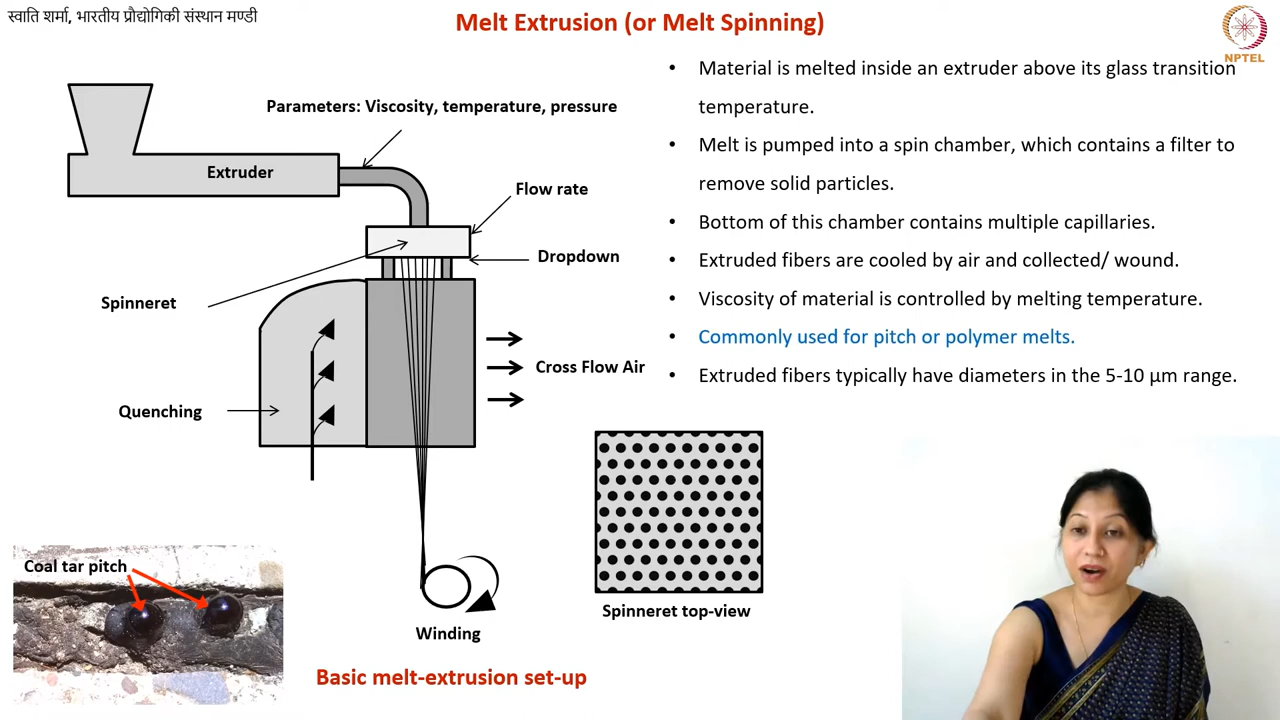 स्वाति शर्मा, भारतीय प्रौद्योगिकी संस्थान मण्डी
Melt Extrusion (or Melt Spinning)
NPTEL
Parameters: Viscosity, temperature, pressure
Extruder
Flow rate
Dropdown
Spinneret
Cross Flow Air
Quenching
Winding
Basic melt-extrusion set-up
Coal tar pitch
Spinneret top-view
• Material is melted inside an extruder above its glass transition
temperature.
• Melt is pumped into a spin chamber, which contains a filter to
remove solid particles.
• Bottom of this chamber contains multiple capillaries.
• Extruded fibers are cooled by air and collected/ wound.
• Viscosity of material is controlled by melting temperature.
• Commonly used for pitch or polymer melts.
• Extruded fibers typically have diameters in the 5-10 µm range.